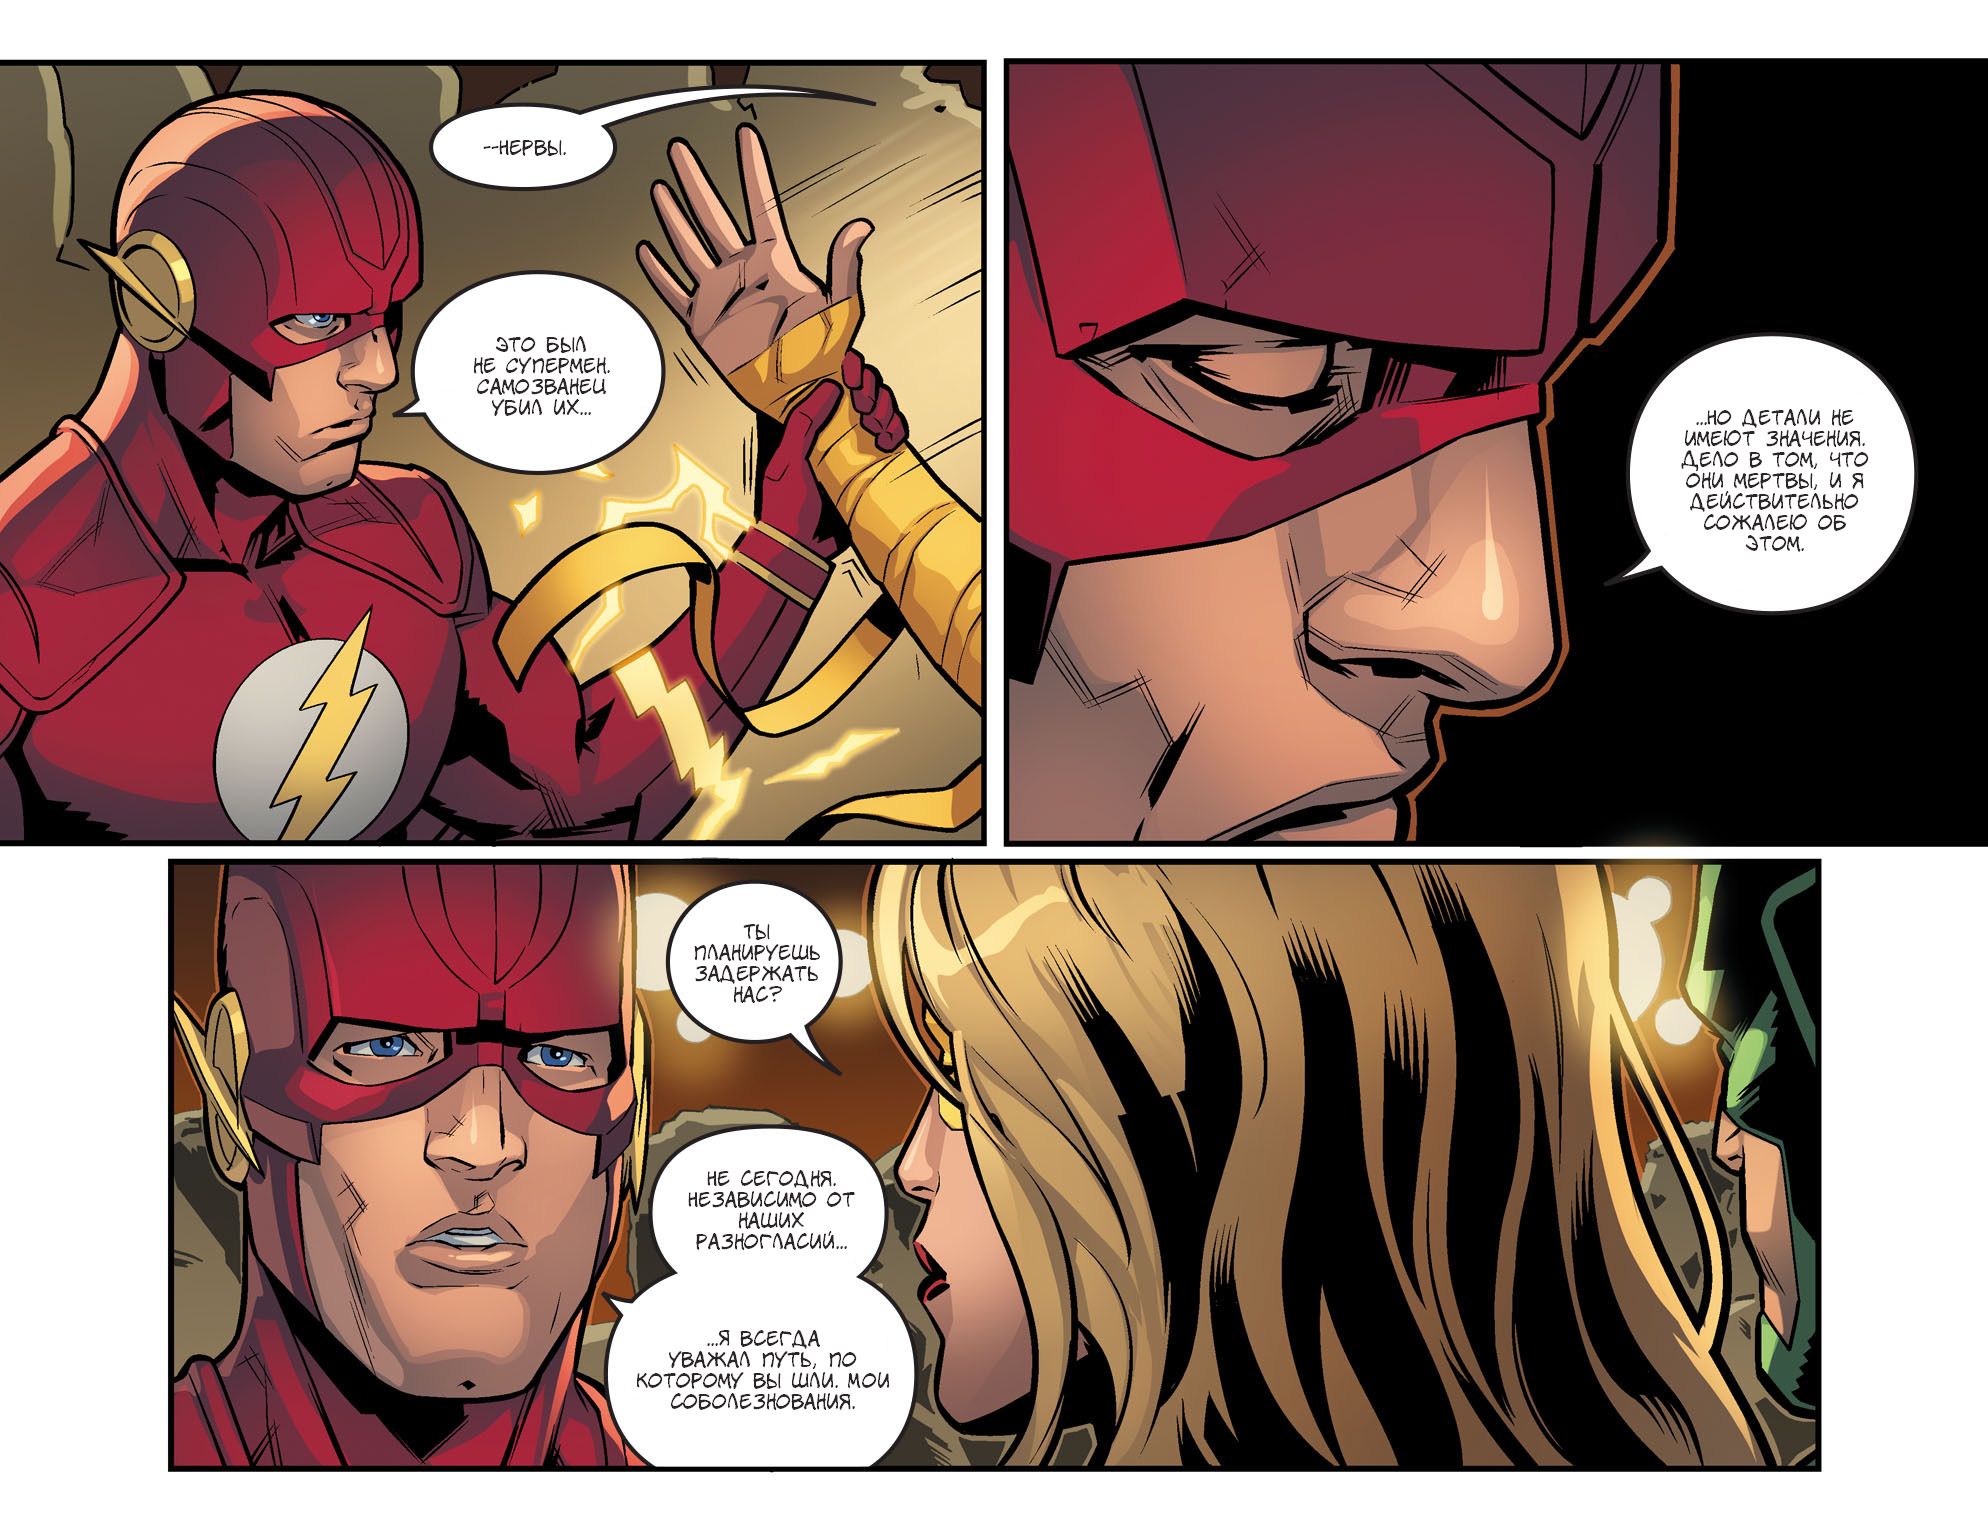 --НЕРВЫ.
ЭТО БЫЛ
НЕ СУПЕРМЕН.
САМОЗВАНЕЦ
УБИЛ ИХ...
...НО ДЕТАЛИ НЕ
ИМЕЮТ ЗНАЧЕНИЯ.
ДЕЛО В ТОМ, ЧТО
ОНИ МЕРТВЫ, И Я
ДЕЙСТВИТЕЛЬНО
СОЖАЛЕЮ ОБ
ЭТОМ.
ТЫ
ПЛАНИРУЕШЬ
ЗАДЕРЖАТЬ
НАС?
НЕ СЕГОДНЯ.
НЕЗАВИСИМО ОТ
НАШИХ
РАЗНОГЛАСИЙ...
...Я ВСЕГДА
УВАЖАЛ ПУТЬ, ПО
КОТОРОМУ ВЫ ШЛИ. МОИ
СОБОЛЕЗНОВАНИЯ.